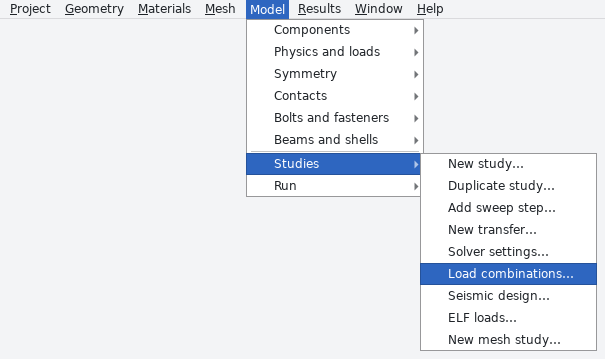 Project Geometry Materials Mesh Model Results Window Help
Components
Physics and loads
Symmetry
Contacts
Bolts and fasteners
Beams and shells
Studies
Run
New study...
Duplicate study...
Add sweep step...
New transfer...
Solver settings...
Load combinations...
Seismic design...
ELF loads...
New mesh study...